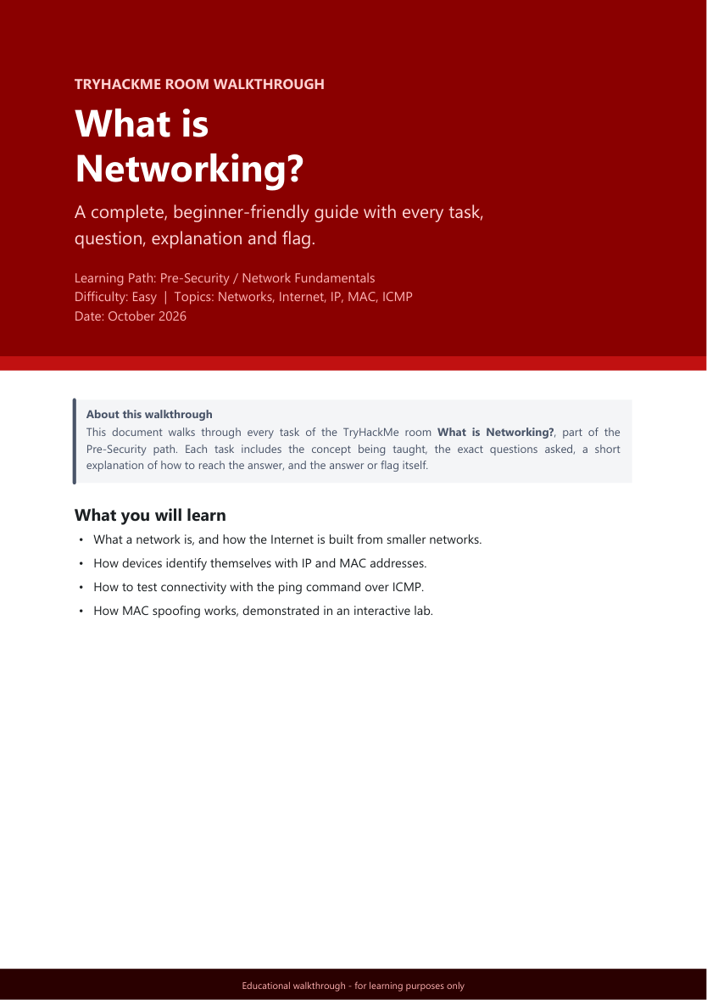 TRYHACKME ROOM WALKTHROUGH
What is
Networking?
A complete, beginner-friendly guide with every task,
question, explanation and flag.
Learning Path: Pre-Security / Network Fundamentals
Difficulty: Easy | Topics: Networks, Internet, IP, MAC, ICMP
Date: October 2026
About this walkthrough
This document walks through every task of the TryHackMe room What is Networking?, part of the
Pre-Security path. Each task includes the concept being taught, the exact questions asked, a short
explanation of how to reach the answer, and the answer or flag itself.
What you will learn
• What a network is, and how the Internet is built from smaller networks.
• How devices identify themselves with IP and MAC addresses.
• How to test connectivity with the ping command over ICMP.
• How MAC spoofing works, demonstrated in an interactive lab.
Educational walkthrough - for learning purposes only